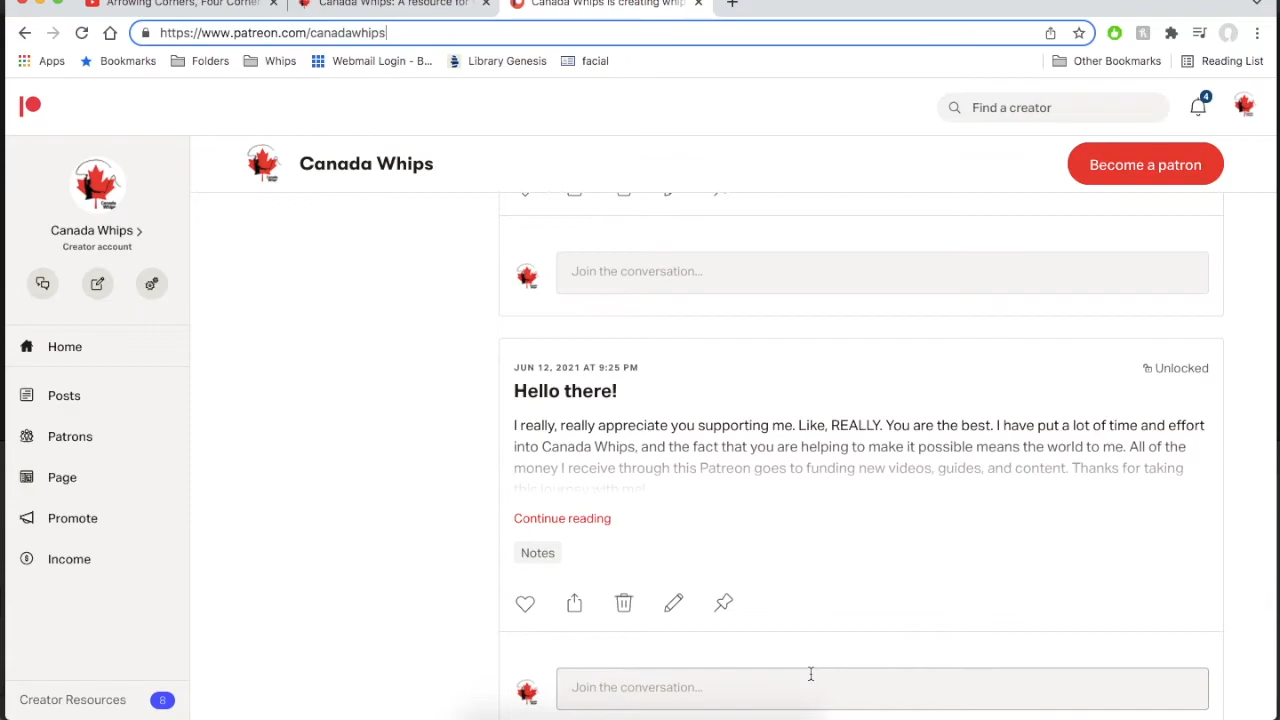 Arrowing Corners, Four Corner
Canada Whips: A resource for
Canada Whips is creating whip
https://www.patreon.com/canadawhips
Apps
Bookmarks
Folders
Whips
Webmail Login - B...
Library Genesis
facial
Other Bookmarks
Reading List
Find a creator
4
Canada Whips
Become a patron
Canada Whips
Creator account
Home
Posts
Patrons
Page
Promote
Income
Creator Resources
8
Join the conversation...
JUN 12, 2021 AT 9:25 PM
Unlocked
Hello there!
I really, really appreciate you supporting me. Like, REALLY. You are the best. I have put a lot of time and effort
into Canada Whips, and the fact that you are helping to make it possible means the world to me. All of the
money I receive through this Patreon goes to funding new videos, guides, and content. Thanks for taking
this journey with me!
Continue reading
Notes
Join the conversation...